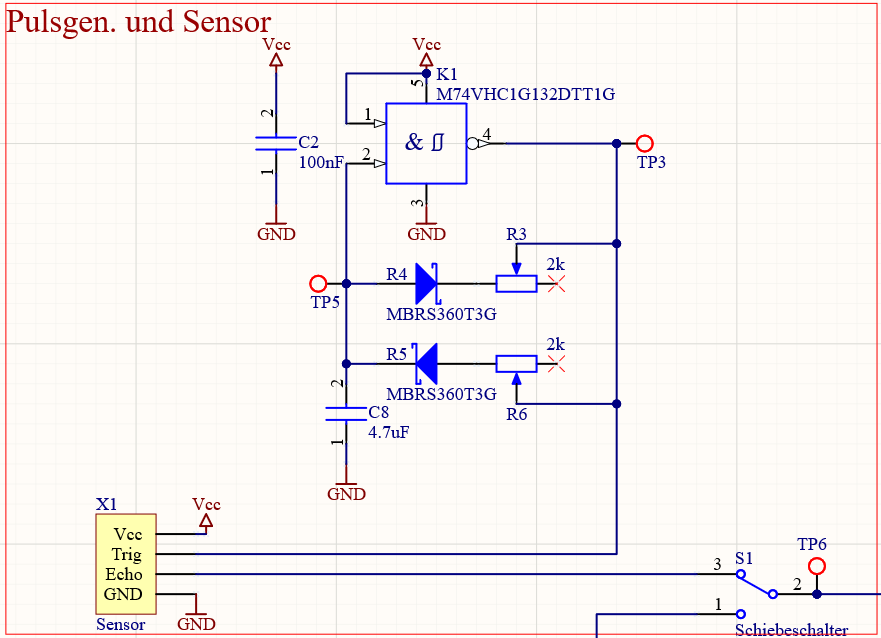 Pulsgen. und Sensor
Vcc
Vcc
K1
5
M74VHC1G132DTT1G
2
1
C2
100nF
1
2
& 
4
TP3
3
GND
GND
R3
R4
2k
TP5
MBRS360T3G
R5
2k
2
MBRS360T3G
C8
4.7uF
R6
1
GND
X1
Vcc
Vcc
Trig
Echo
GND
Sensor
GND
3
S1
TP6
2
1
Schiebeschalter